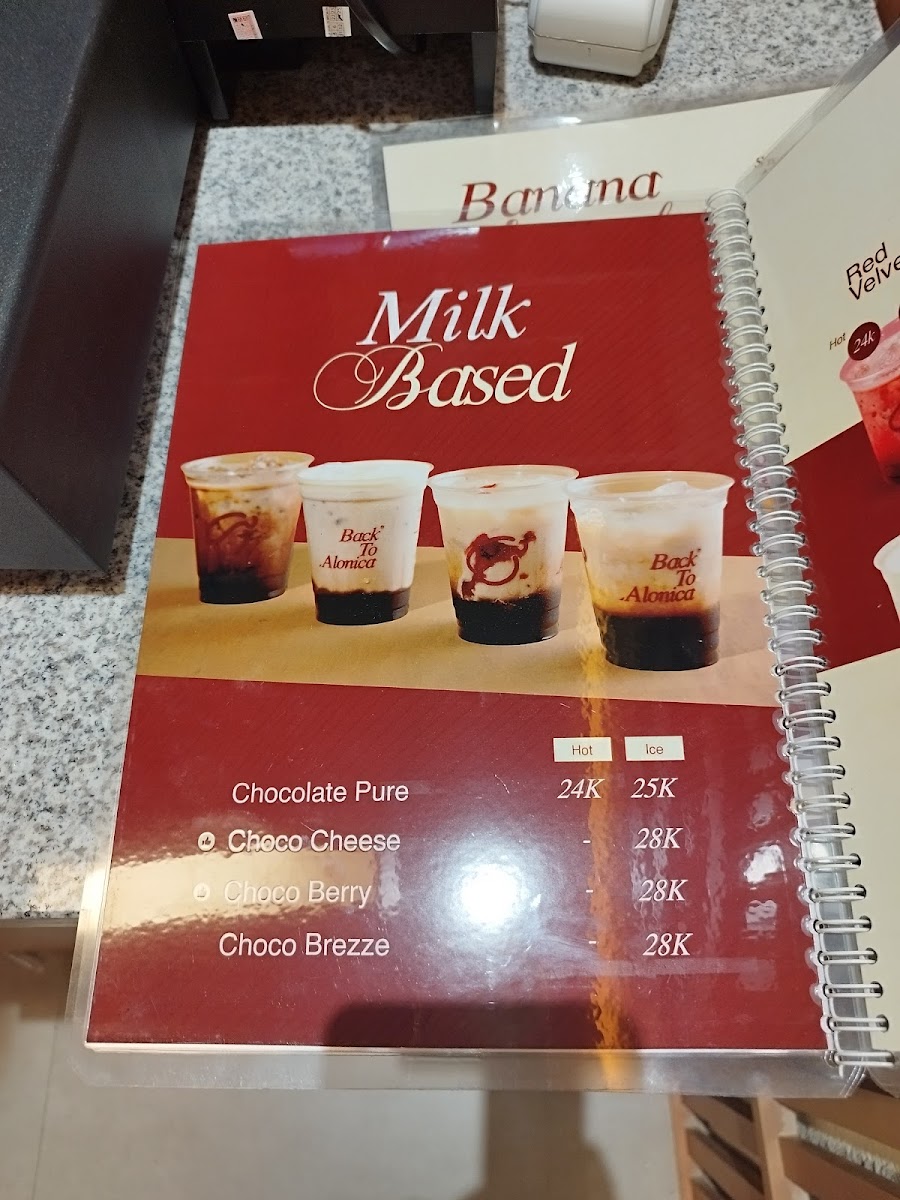 Banana
Milk
Based
Back
To
Alonica
Back
To
.Alonica
Hot Ice
Chocolate Pure 24K 25K
Choco Cheese - 28K
Choco Berry - 28K
Choco Brezze - 28K
Red
Hot 24K